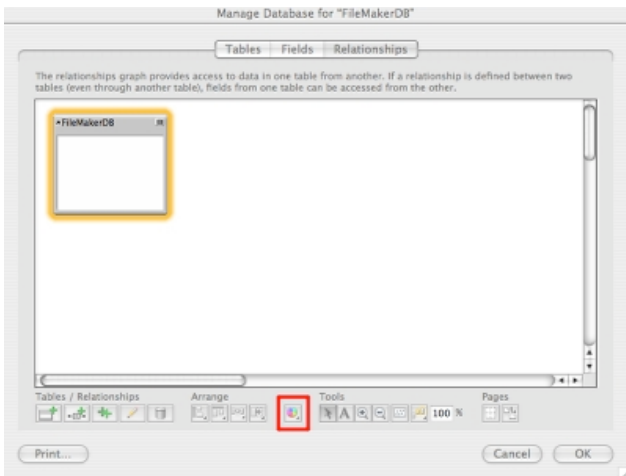 Manage Database for "FileMakerDB"
Tables Fields Relationships
The relationships graph provides access to data in one table from another. If a relationship is defined between two
tables (even through another table), fields from one table can be accessed from the other.
FileMakerDB
Tables / Relationships Arrange Tools Pages
A 100 %
Print... Cancel OK